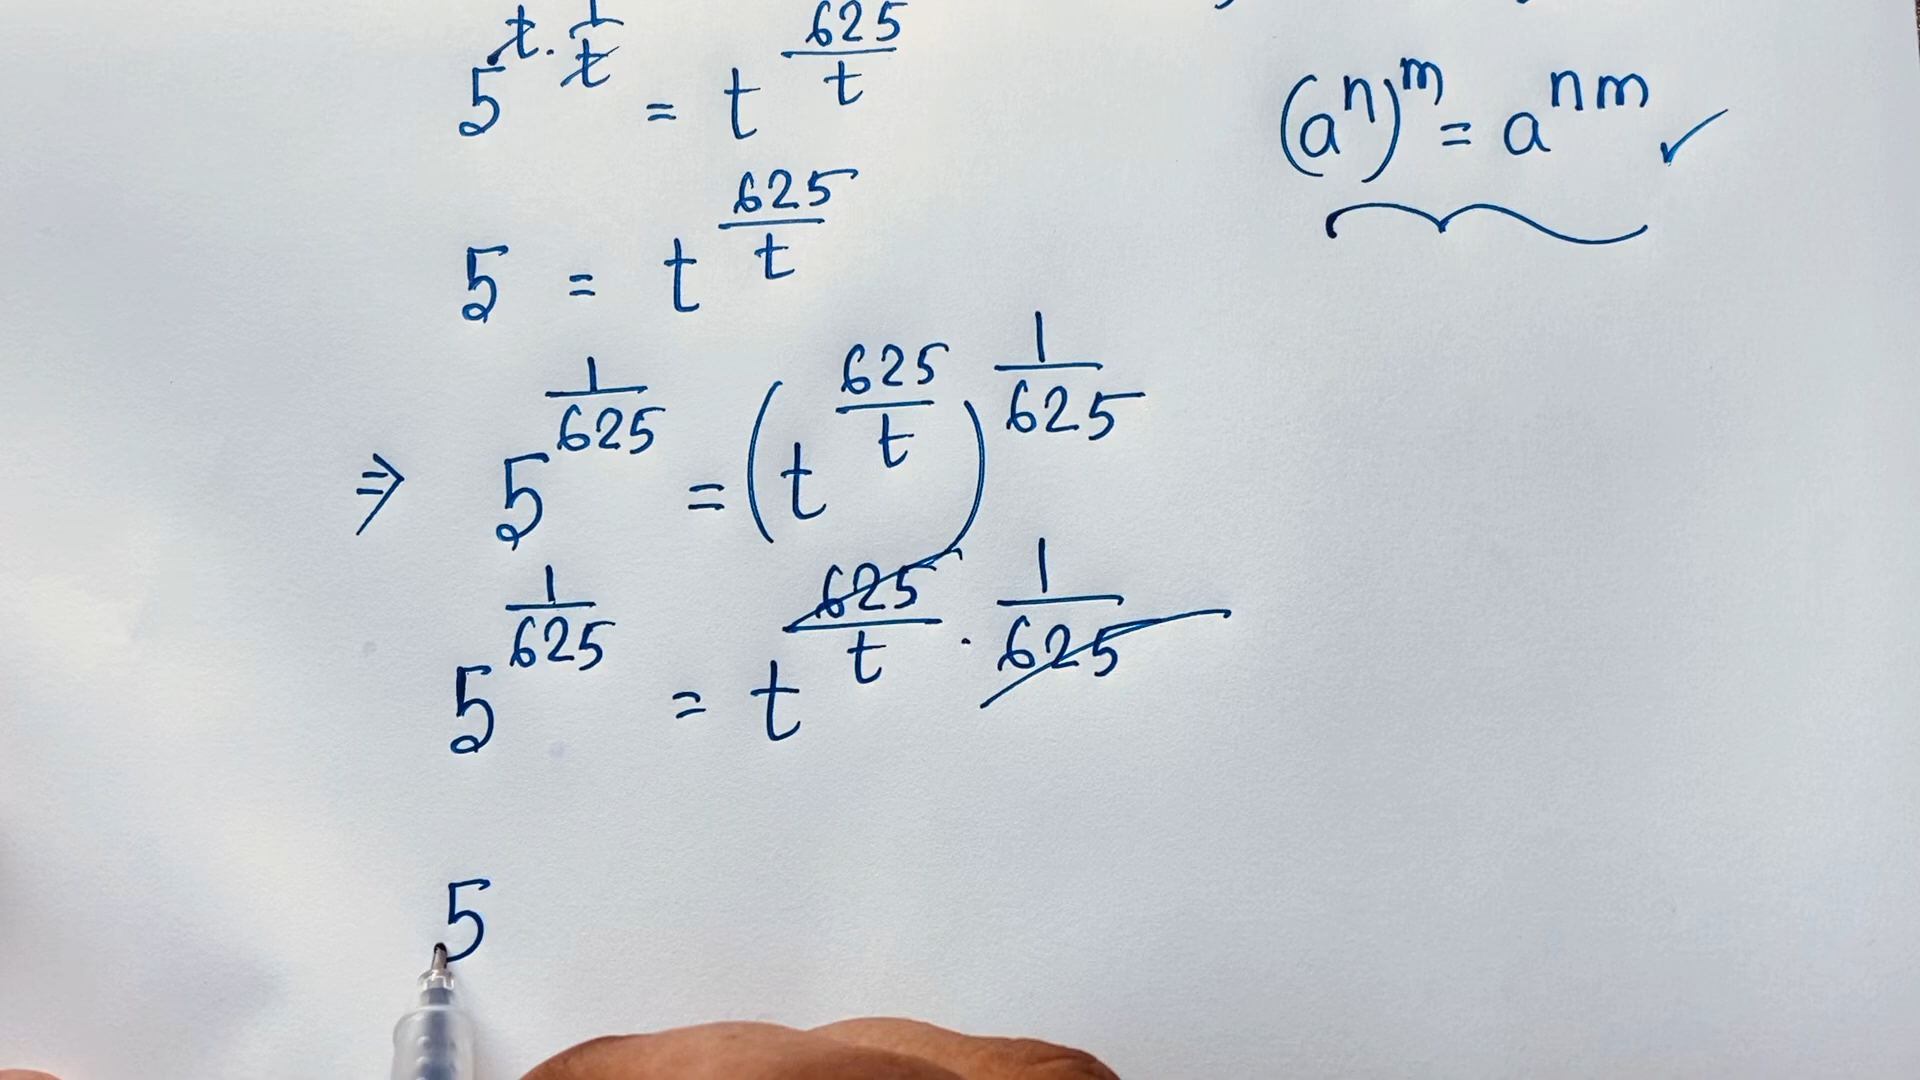 5^{t·1/t} = t^{625/t}
(a^n)^m = a^{nm} ✓
5 = t^{625/t}
⇒ 5^{1/625} = (t^{625/t})^{1/625}
5^{1/625} = t^{625/t · 1/625}
5